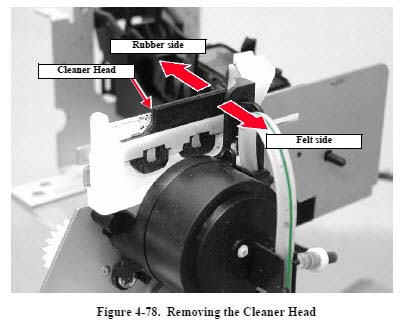 Rubber side
Cleaner Head
Felt side
Figure 4-78. Removing the Cleaner Head